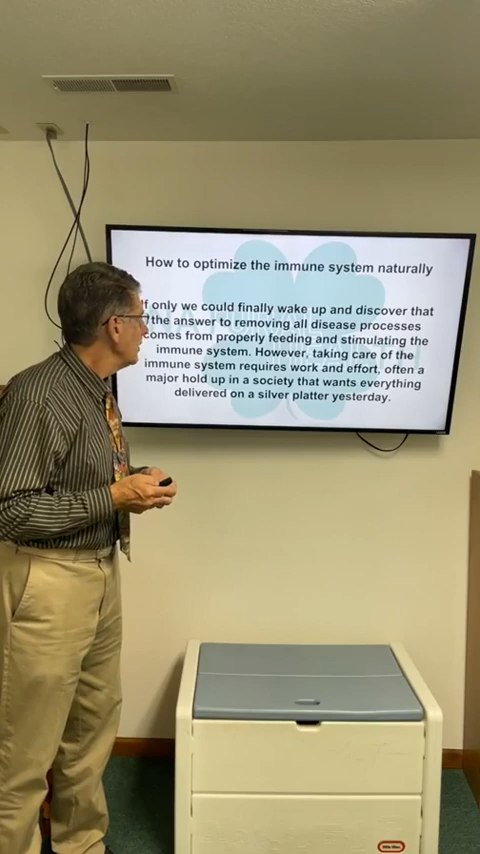 How to optimize the immune system naturally
If only we could finally wake up and discover that
the answer to removing all disease processes
comes from properly feeding and stimulating the
immune system. However, taking care of the
immune system requires work and effort, often a
major hold up in a society that wants everything
delivered on a silver platter yesterday.